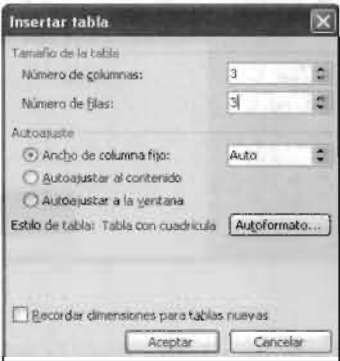 Insertar tabla
Tamaño de la tabla
Número de columnas: 3
Número de filas: 3
Autoajuste
Ancho de columna fijo: Auto
Autoajustar al contenido
Autoajustar a la ventana
Estilo de tabla: Tabla con cuadrícula Autoformato...
Recordar dimensiones para tablas nuevas
Aceptar Cancelar